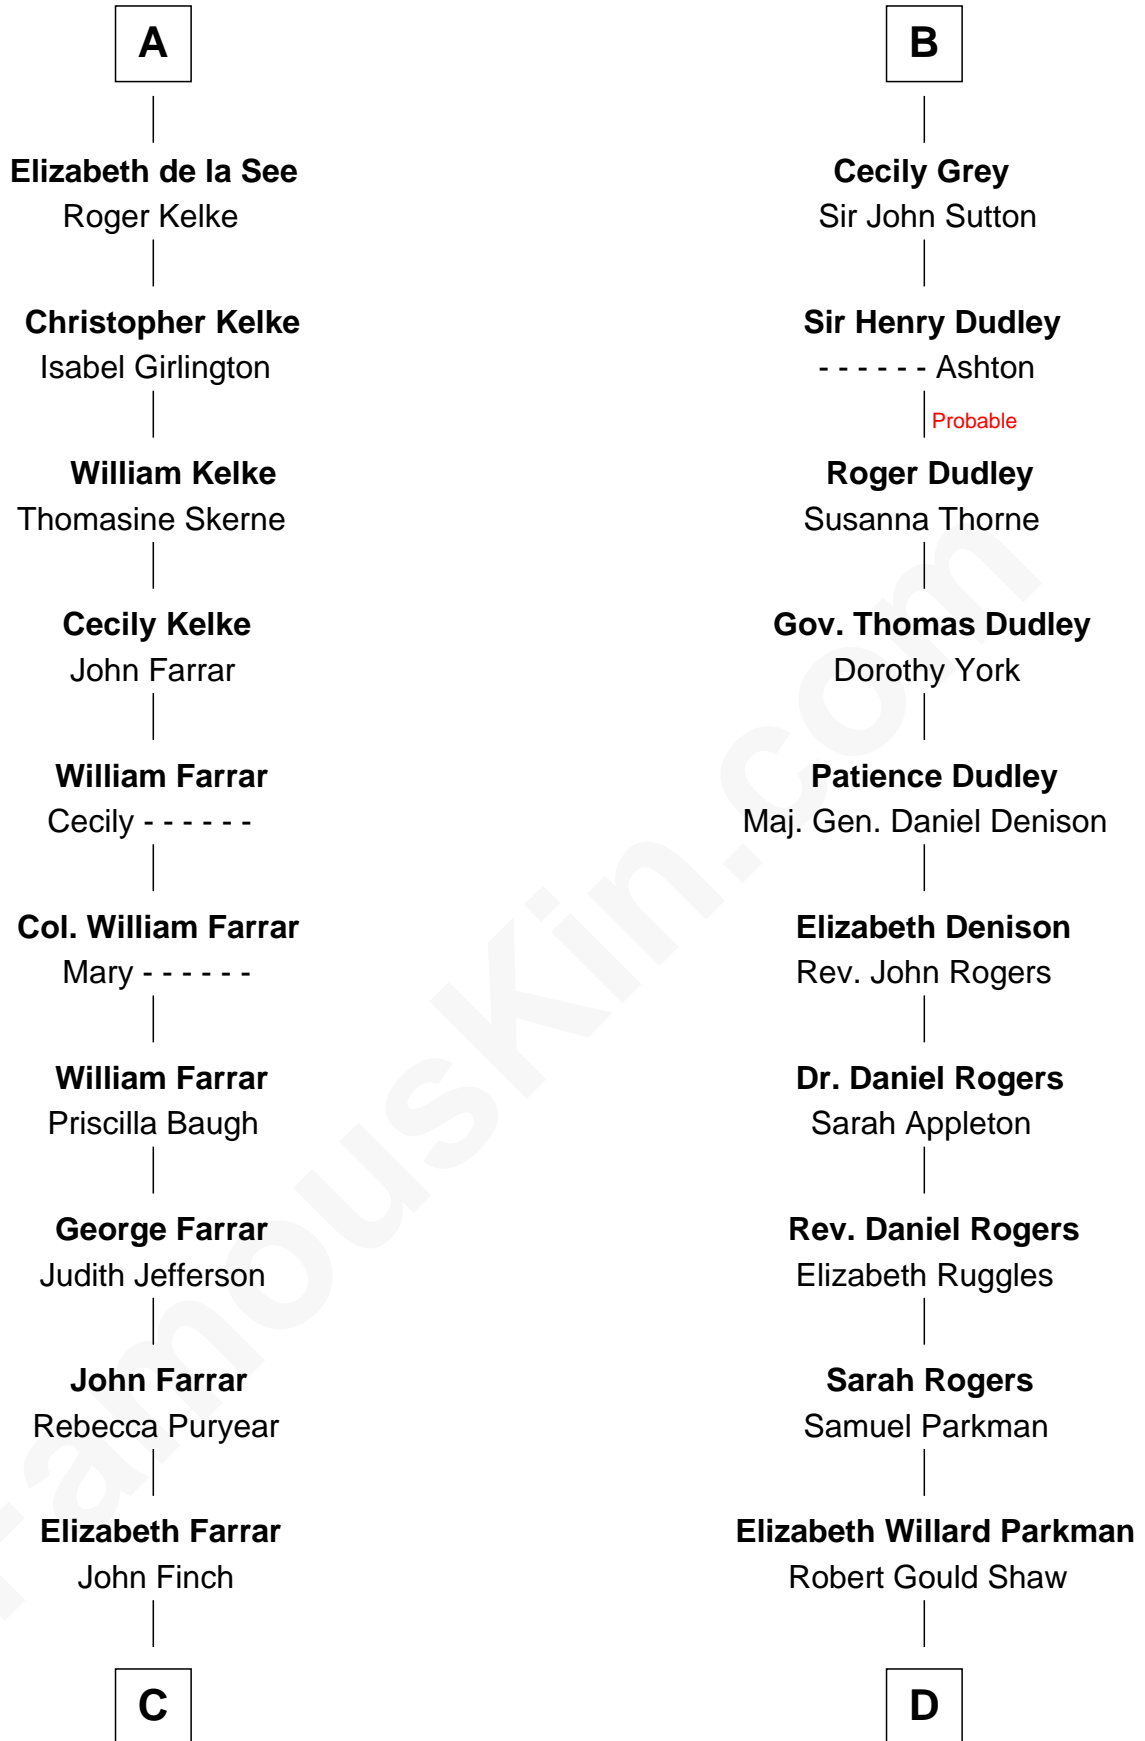 A
Elizabeth de la See
Roger Kelke
Christopher Kelke
Isabel Girlington
William Kelke
Thomasine Skerne
Cecily Kelke
John Farrar
William Farrar
Cecily - - - - - -
Col. William Farrar
Mary - - - - - -
William Farrar
Priscilla Baugh
George Farrar
Judith Jefferson
John Farrar
Rebecca Puryear
Elizabeth Farrar
John Finch
C
B
Cecily Grey
Sir John Sutton
Sir Henry Dudley
- - - - - - Ashton
Probable
Roger Dudley
Susanna Thorne
Gov. Thomas Dudley
Dorothy York
Patience Dudley
Maj. Gen. Daniel Denison
Elizabeth Denison
Rev. John Rogers
Dr. Daniel Rogers
Sarah Appleton
Rev. Daniel Rogers
Elizabeth Ruggles
Sarah Rogers
Samuel Parkman
Elizabeth Willard Parkman
Robert Gould Shaw
D
FamousKin.com